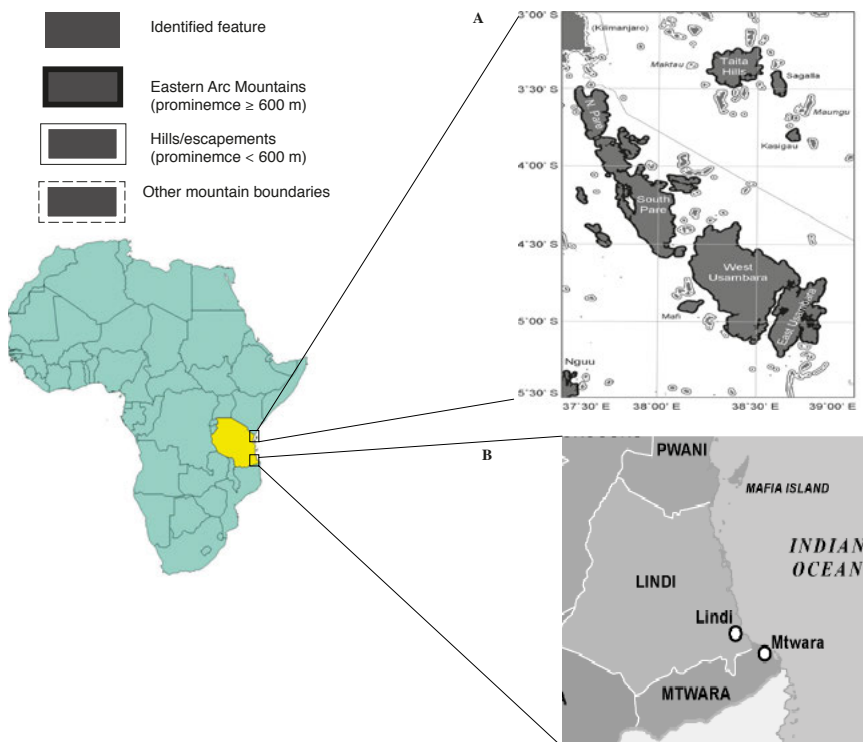 Identified feature
Eastern Arc Mountains
(prominemce ≥ 600 m)
Hills/escapements
(prominemce < 600 m)
Other mountain boundaries
A
3°00' S
3°30' S
4°00' S
4°30' S
5°00' S
5°30' S
37°30' E
38°00' E
38°30' E
39°00' E
(Kilimanjaro)
Maktau
Taita
Hills
Sagalla
Maungu
Kasigau
N. Pare
South
Pare
West
Usambara
East Usambara
Mafi
Nguu
B
PWANI
MAFIA ISLAND
INDIAN
OCEAN
LINDI
Lindi
Mtwara
MTWARA